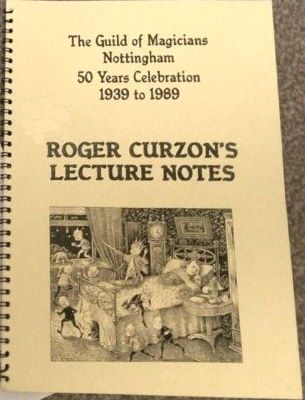 The Guild of Magicians
Nottingham
50 Years Celebration
1939 to 1989
ROGER CURZON'S
LECTURE NOTES